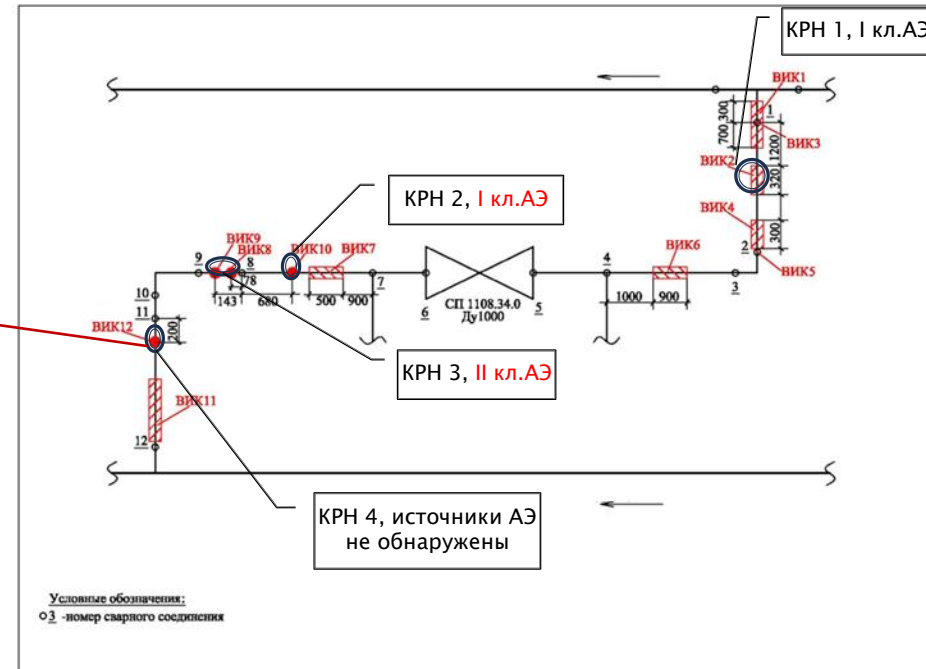 КРН 1, I кл.АЭ
ВИК1
1
300
700
ВИК3
1200
ВИК2
320
КРН 2, I кл.АЭ
ВИК4
300
2
ВИК5
ВИК9
ВИК8
ВИК10
ВИК7
ВИК6
9
8
78
7
4
3
143
680
500
900
6
СП 1108.34.0
Ду1000
5
1000
900
10
11
ВИК12
200
КРН 3, II кл.АЭ
ВИК11
12
КРН 4, источники АЭ
не обнаружены
Условные обозначения:
3 -номер сварного соединения